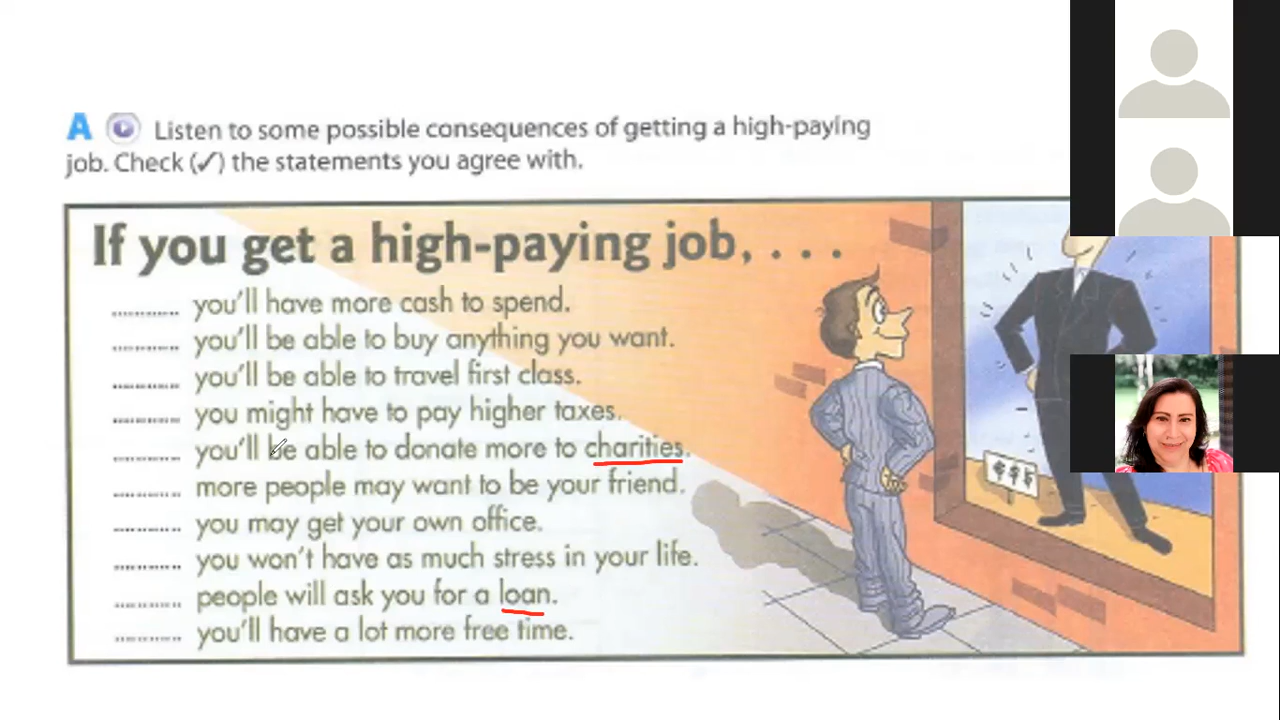 A Listen to some possible consequences of getting a high-paying
job. Check (✓) the statements you agree with.
If you get a high-paying job, . . . .
........... you'll have more cash to spend.
........... you'll be able to buy anything you want.
........... you'll be able to travel first class.
........... you might have to pay higher taxes.
........... you'll be able to donate more to charities.
........... more people may want to be your friend.
........... you may get your own office.
........... you won't have as much stress in your life.
........... people will ask you for a loan.
........... you'll have a lot more free time.
$$$